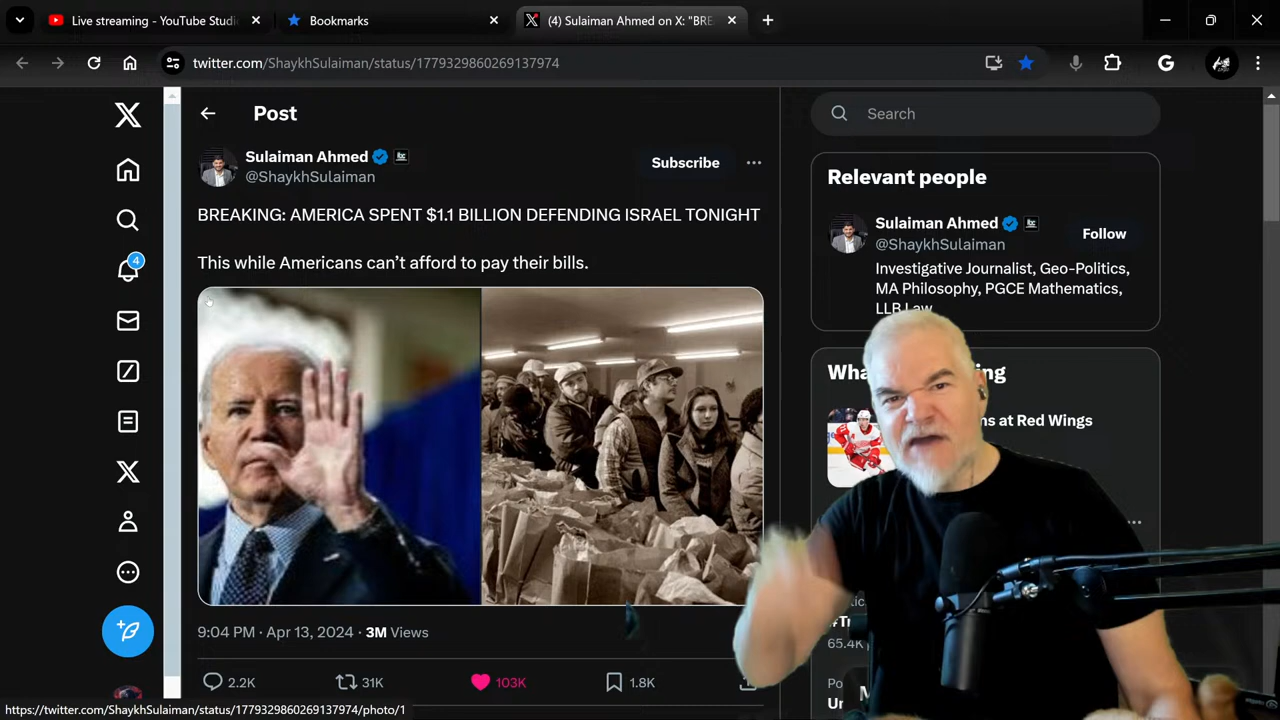 Live streaming - YouTube Studi
Bookmarks
(4) Sulaiman Ahmed on X: "BRE
twitter.com/ShaykhSulaiman/status/1779329860269137974
Post
Search
Sulaiman Ahmed
@ShaykhSulaiman
Subscribe
BREAKING: AMERICA SPENT $1.1 BILLION DEFENDING ISRAEL TONIGHT
This while Americans can’t afford to pay their bills.
9:04 PM · Apr 13, 2024 · 3M Views
2.2K
31K
103K
1.8K
Relevant people
Sulaiman Ahmed
@ShaykhSulaiman
Follow
Investigative Journalist, Geo-Politics,
MA Philosophy, PGCE Mathematics,
LLB Law
ns at Red Wings
65.4K
4
https://twitter.com/ShaykhSulaiman/status/1779329860269137974/photo/1